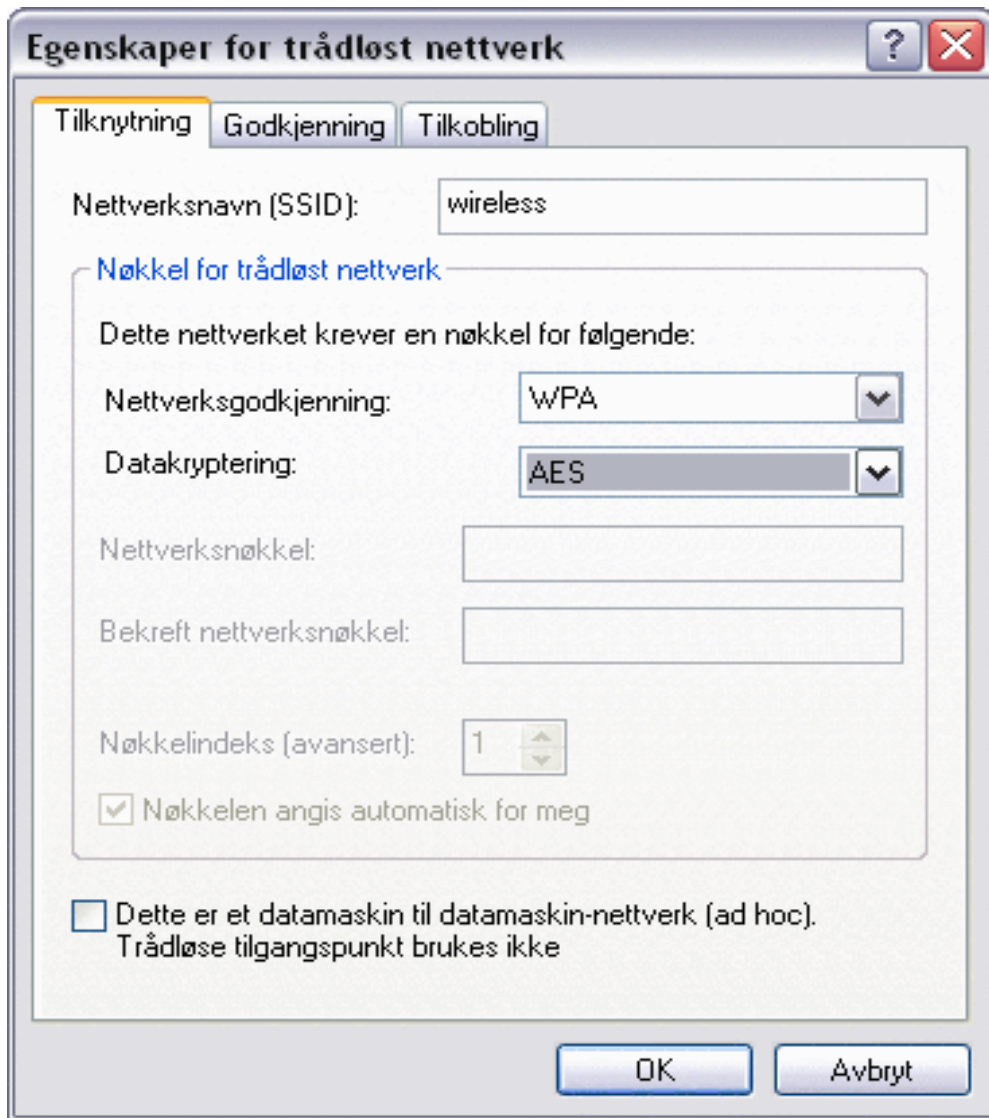 Egenskaper for trådløst nettverk
Tilknytning Godkjenning Tilkobling
Nettverksnavn (SSID): wireless
Nøkkel for trådløst nettverk
Dette nettverket krever en nøkkel for følgende:
Nettverksgodkjenning: WPA
Datakryptering: AES
Nettverksnøkkel:
Bekreft nettverksnøkkel:
Nøkkelindeks (avansert): 1
Nøkkelen angis automatisk for meg
Dette er et datamaskin til datamaskin-nettverk (ad hoc).
Trådløse tilgangspunkt brukes ikke
OK Avbryt